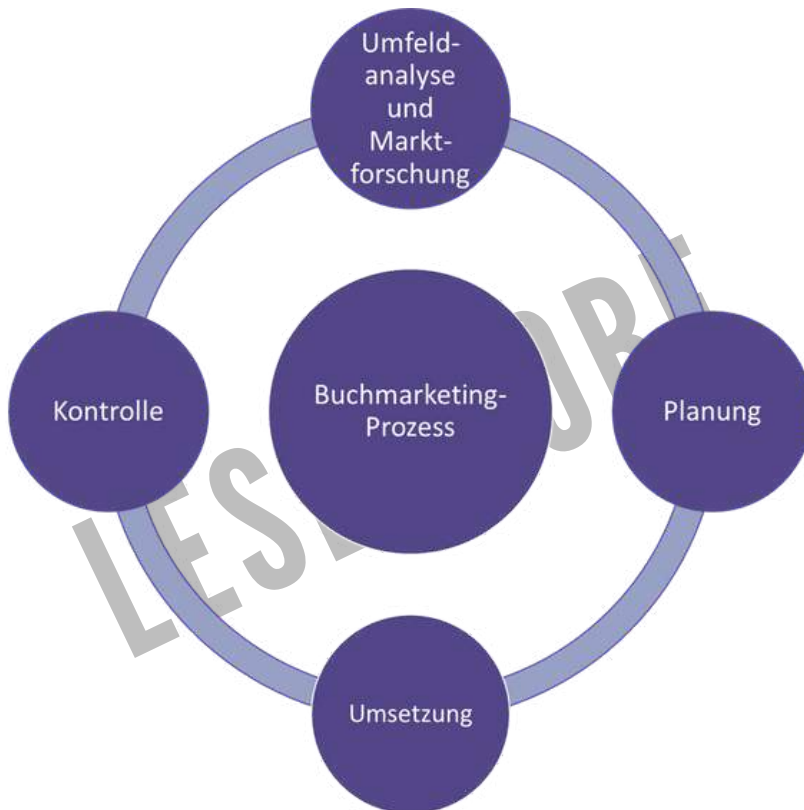 Umfeld-
analyse
und
Markt-
forschung
Kontrolle
Buchmarketing-
Prozess
Planung
Umsetzung